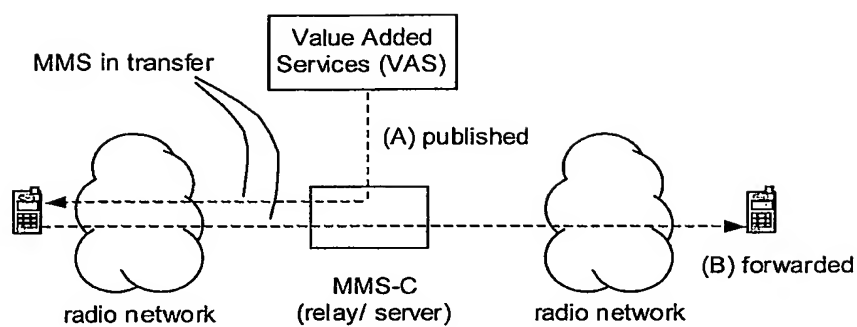 Value Added
Services (VAS)
MMS in transfer
(A) published
(B) forwarded
MMS-C
(relay/ server)
radio network
radio network